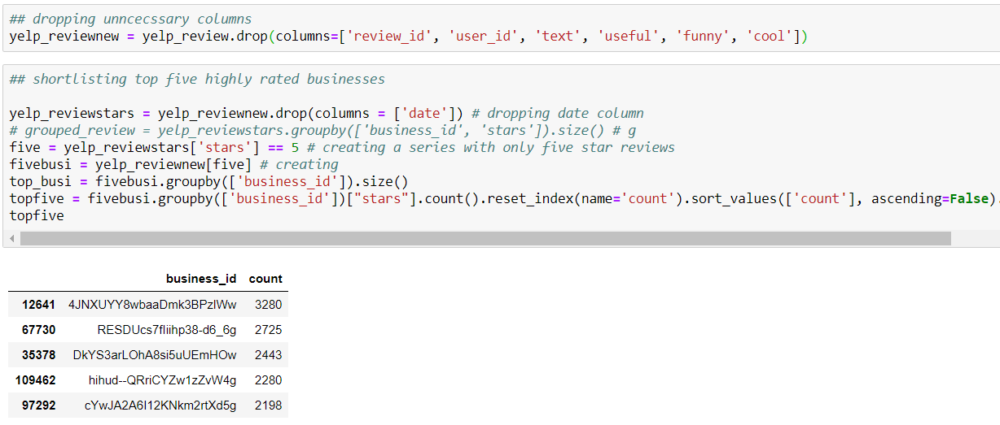 ## dropping unncecssary columns
yelp_reviewnew = yelp_review.drop(columns=['review_id', 'user_id', 'text', 'useful', 'funny', 'cool'])
## shortlisting top five highly rated businesses
yelp_reviewstars = yelp_reviewnew.drop(columns = ['date']) # dropping date column
# grouped_review = yelp_reviewstars.groupby(['business_id', 'stars']).size() # g
five = yelp_reviewstars['stars'] == 5 # creating a series with only five star reviews
fivebusi = yelp_reviewnew[five] # creating
top_busi = fivebusi.groupby(['business_id']).size()
topfive = fivebusi.groupby(['business_id'])["stars"].count().reset_index(name='count').sort_values(['count'], ascending=False).
topfive
business_id count
12641 4JNXUYY8wbaaDmk3BPzlWw 3280
67730 RESDUcs7fIiihp38-d6_6g 2725
35378 DkYS3arLOhA8si5uUEmHOw 2443
109462 hihud--QRriCYZw1zZvW4g 2280
97292 cYwJA2A6I12KNkm2rtXd5g 2198